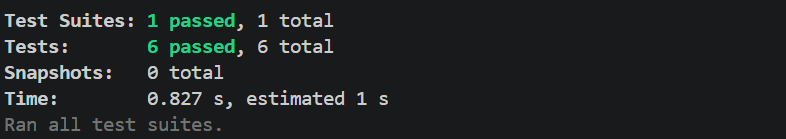 Test Suites: 1 passed, 1 total
Tests:       6 passed, 6 total
Snapshots:   0 total
Time:        0.827 s, estimated 1 s
Ran all test suites.